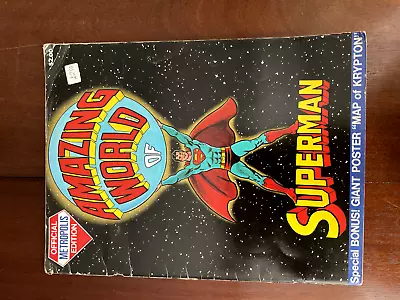 $2.00
AMAZING
WORLD
OF
SUPERMAN
OFFICIAL
METROPOLIS
EDITION
Special BONUS! GIANT POSTER "MAP of KRYPTON"